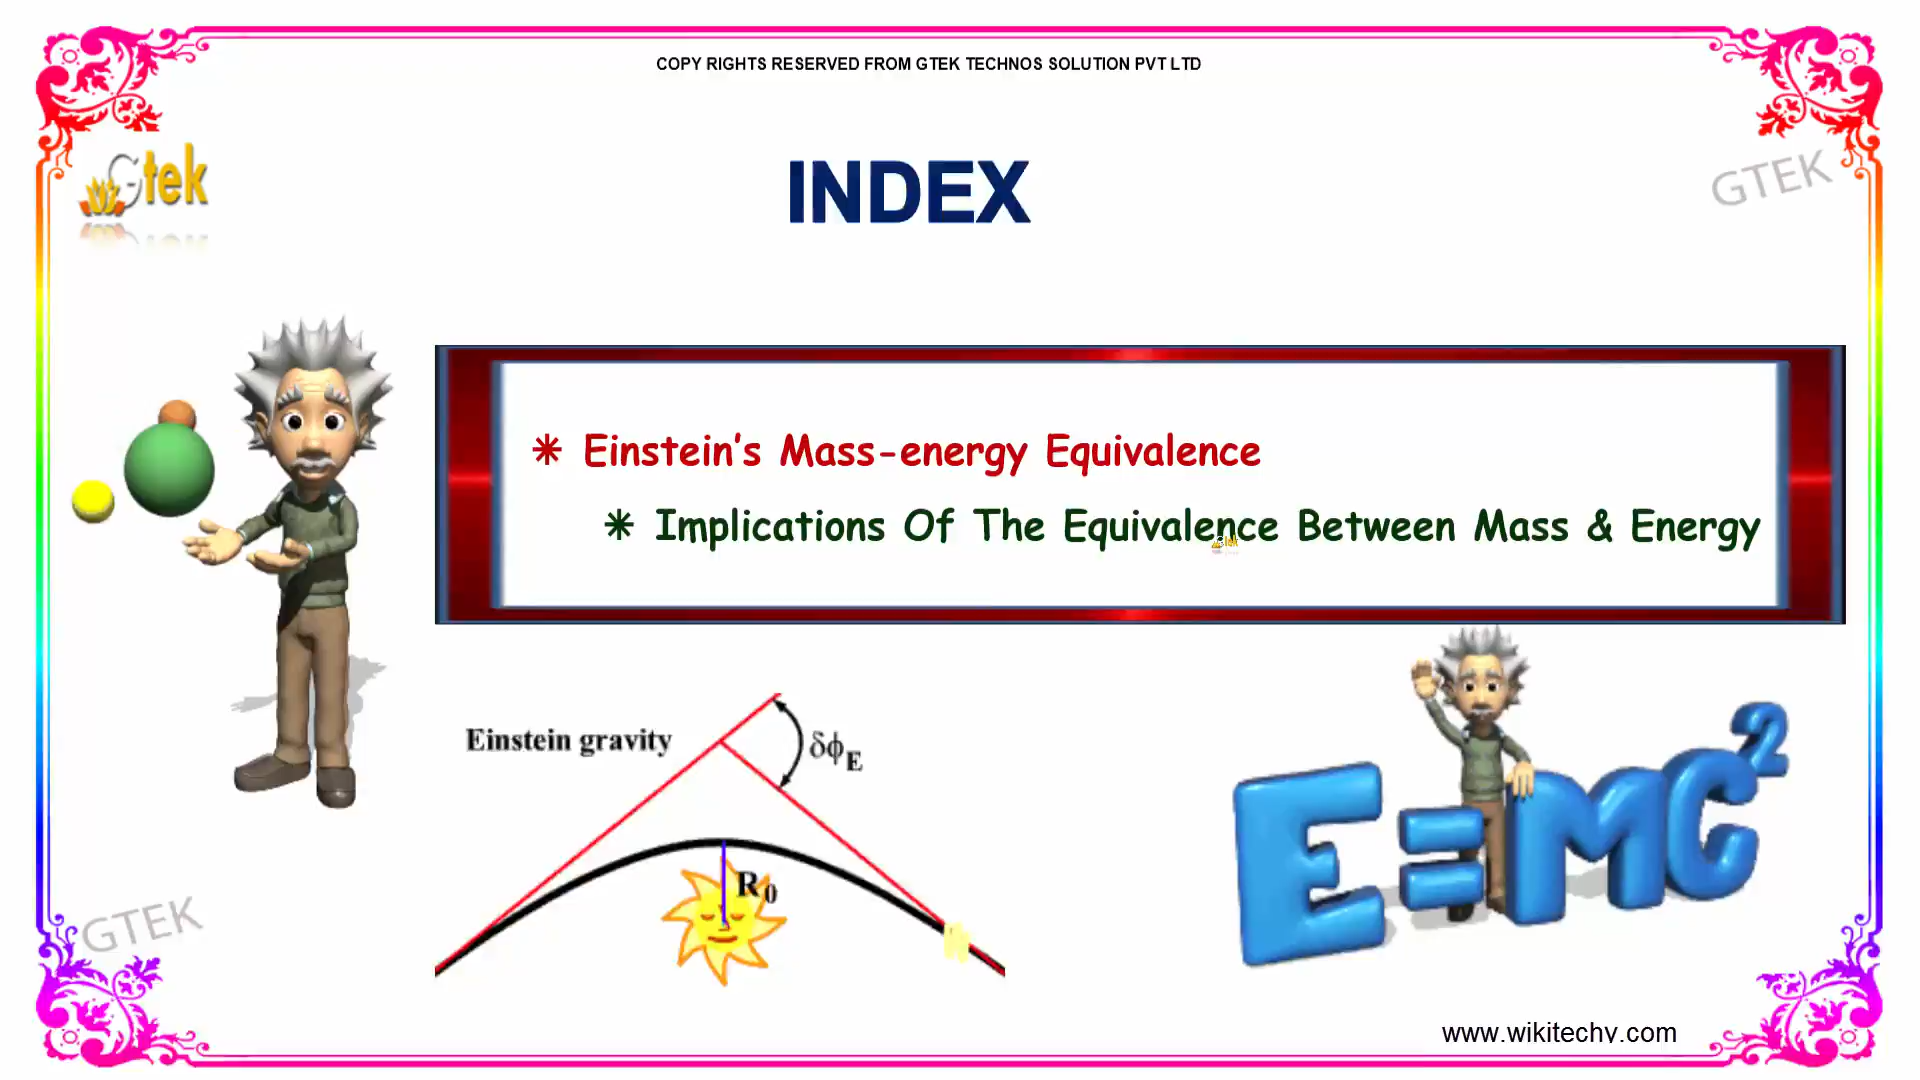 COPY RIGHTS RESERVED FROM GTEK TECHNOS SOLUTION PVT LTD
Gtek
GTEK
INDEX
✳ Einstein's Mass-energy Equivalence
✳ Implications Of The Equivalence Between Mass & Energy
Gtek
Einstein gravity
δϕE
R0
E=MC²
GTEK
www.wikitechy.com